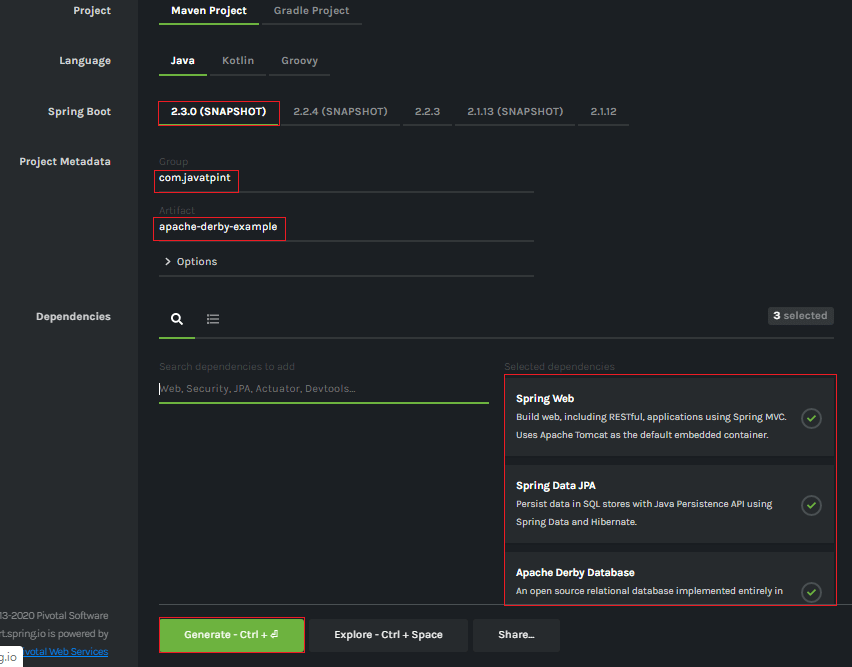 Project
Maven Project Gradle Project
Language
Java Kotlin Groovy
Spring Boot
2.3.0 (SNAPSHOT) 2.2.4 (SNAPSHOT) 2.2.3 2.1.13 (SNAPSHOT) 2.1.12
Project Metadata
Group
com.javatpint
Artifact
apache-derby-example
Options
Dependencies
3 selected
Search dependencies to add
Web, Security, JPA, Actuator, Devtools...
Selected dependencies
Spring Web
Build web, including RESTful, applications using Spring MVC.
Uses Apache Tomcat as the default embedded container.
Spring Data JPA
Persist data in SQL stores with Java Persistence API using
Spring Data and Hibernate.
Apache Derby Database
An open source relational database implemented entirely in
13-2020 Pivotal Software
rt.spring.io is powered by
votal Web Services
g.io
Generate - Ctrl + ⏎
Explore - Ctrl + Space
Share...